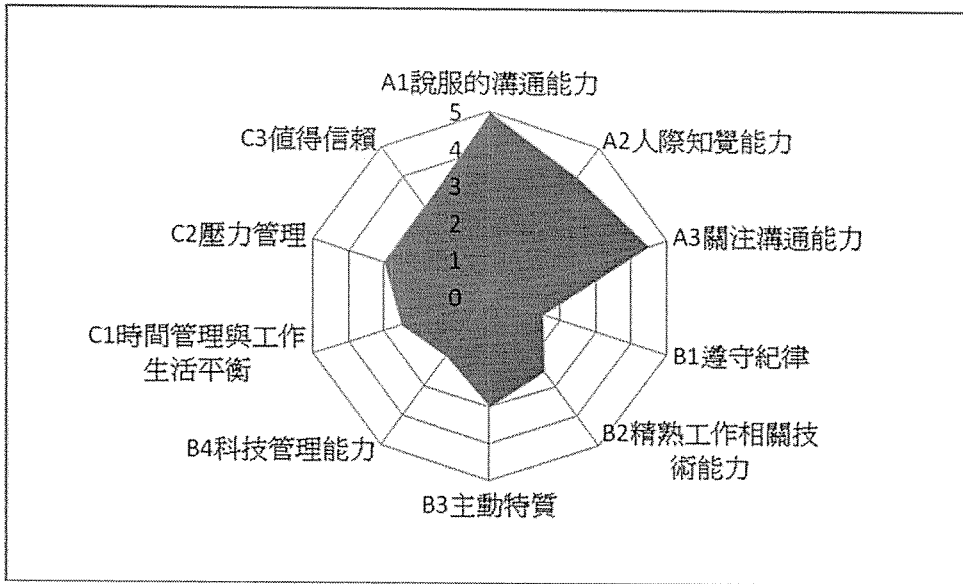 A1說服的溝通能力
5
4
3
2
1
0
A2人際知覺能力
A3關注溝通能力
B1遵守紀律
B2精熟工作相關技
術能力
B3主動特質
B4科技管理能力
C1時間管理與工作
生活平衡
C2壓力管理
C3值得信賴